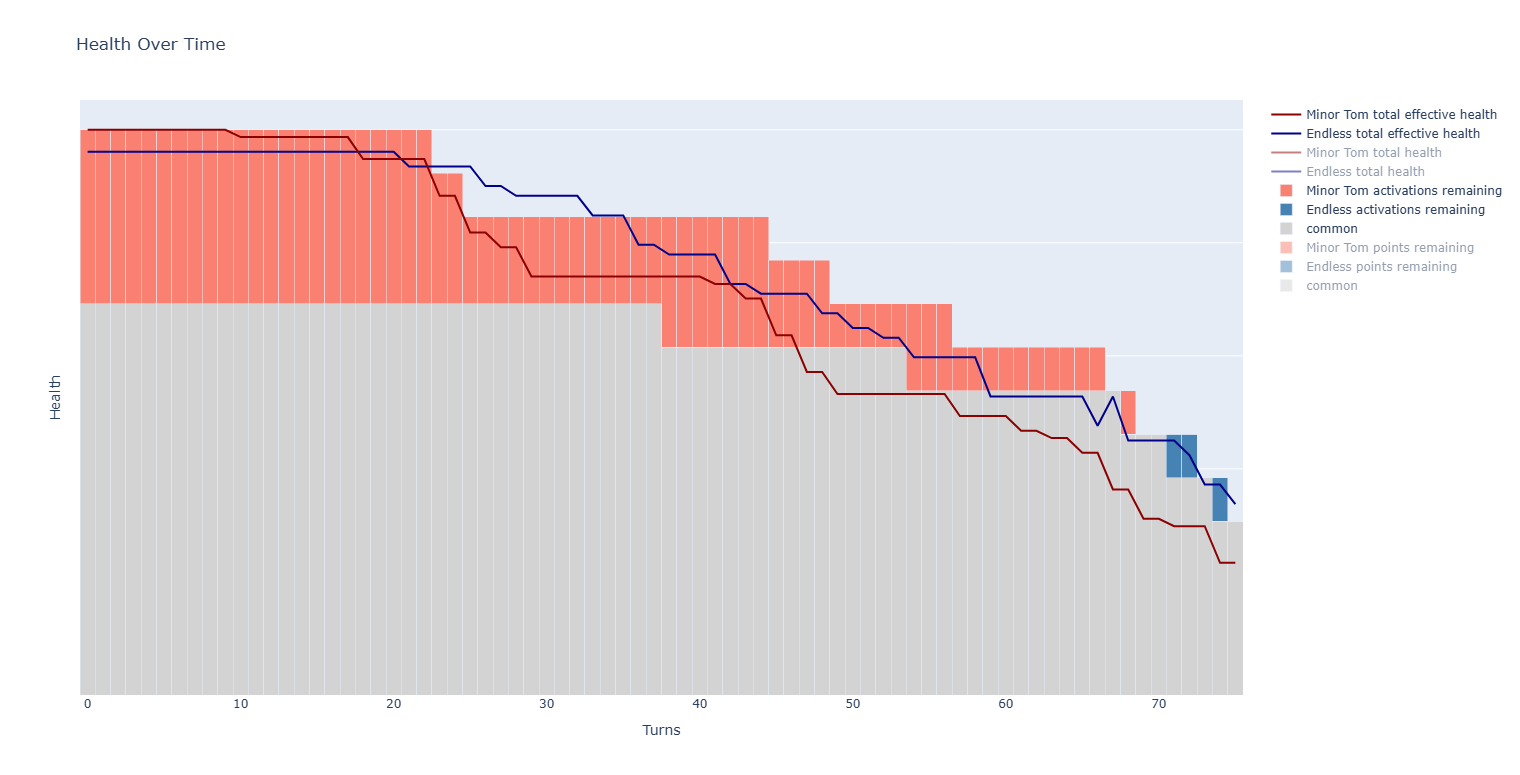 Health Over Time
Minor Tom total effective health
Endless total effective health
Minor Tom total health
Endless total health
Minor Tom activations remaining
Endless activations remaining
common
Minor Tom points remaining
Endless points remaining
common
Health
0 10 20 30 40 50 60 70
Turns